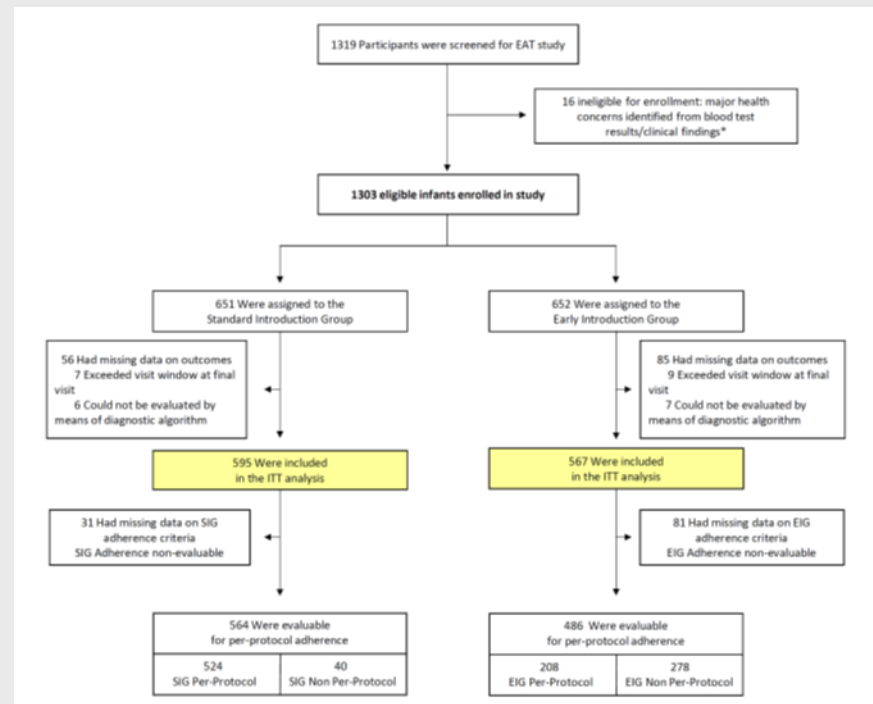 1319 Participants were screened for EAT study
16 ineligible for enrollment: major health
concerns identified from blood test
results/clinical findings*
1303 eligible infants enrolled in study
651 Were assigned to the
Standard Introduction Group
652 Were assigned to the
Early Introduction Group
56 Had missing data on outcomes
7 Exceeded visit window at final
visit
6 Could not be evaluated by
means of diagnostic algorithm
85 Had missing data on outcomes
9 Exceeded visit window at final
visit
7 Could not be evaluated by
means of diagnostic algorithm
595 Were included
in the ITT analysis
567 Were included
in the ITT analysis
31 Had missing data on SIG
adherence criteria
SIG Adherence non-evaluable
81 Had missing data on EIG
adherence criteria
EIG Adherence non-evaluable
564 Were evaluable
for per-protocol adherence
524
SIG Per-Protocol
40
SIG Non Per-Protocol
486 Were evaluable
for per-protocol adherence
208
EIG Per-Protocol
278
EIG Non Per-Protocol